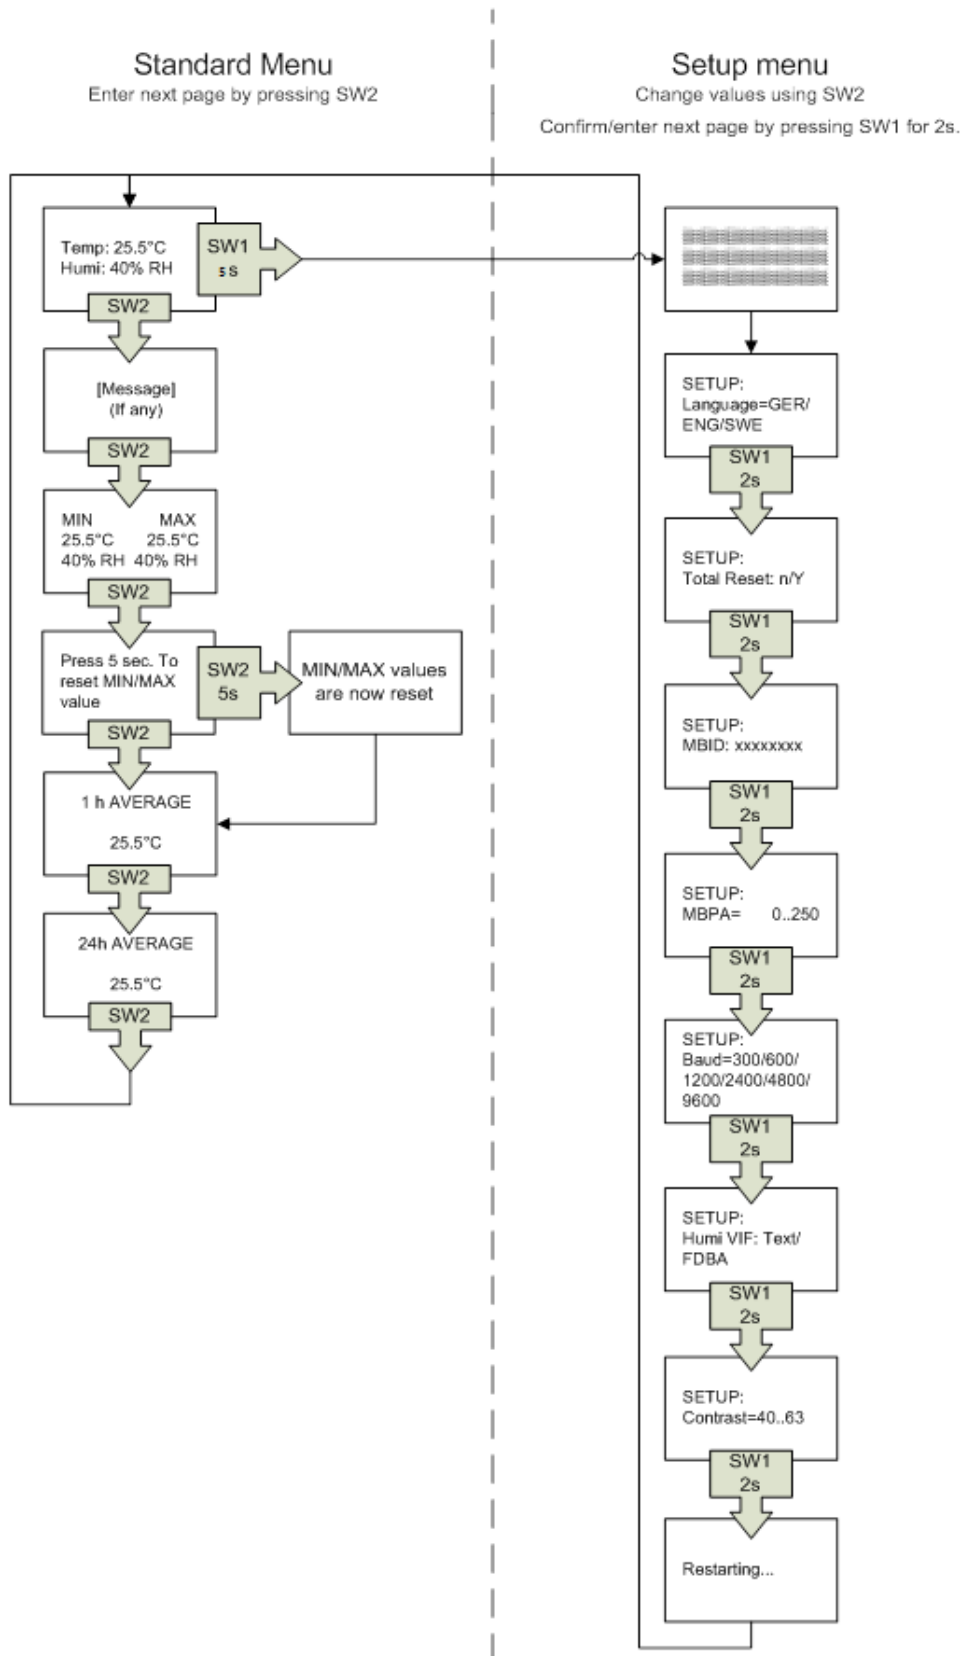 Standard Menu
Enter next page by pressing SW2
Temp: 25.5°C
Humi: 40% RH
SW1
5 S
SW2
[Message]
(If any)
SW2
MIN MAX
25.5°C 25.5°C
40% RH 40% RH
SW2
Press 5 sec. To
reset MIN/MAX
value
SW2
5s
MIN/MAX values
are now reset
SW2
1 h AVERAGE
25.5°C
SW2
24h AVERAGE
25.5°C
SW2
Setup menu
Change values using SW2
Confirm/enter next page by pressing SW1 for 2s.
SETUP:
Language=GER/
ENG/SWE
SW1
2s
SETUP:
Total Reset: n/Y
SW1
2s
SETUP:
MBID: xxxxxxxx
SW1
2s
SETUP:
MBPA= 0..250
SW1
2s
SETUP:
Baud=300/600/
1200/2400/4800/
9600
SW1
2s
SETUP:
Humi VIF: Text/
FDBA
SW1
2s
SETUP:
Contrast=40..63
SW1
2s
Restarting...